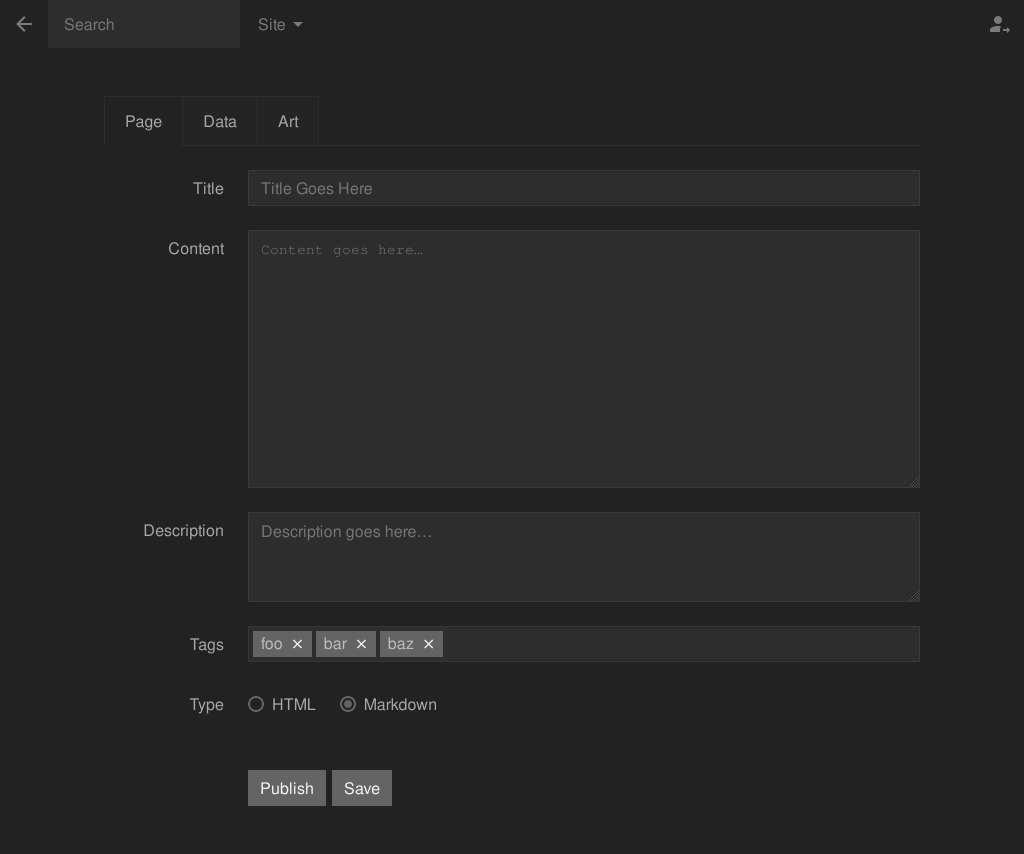 Search Site
Page Data Art
Title Title Goes Here
Content Content goes here…
Description Description goes here…
Tags foo × bar × baz ×
Type HTML Markdown
Publish Save